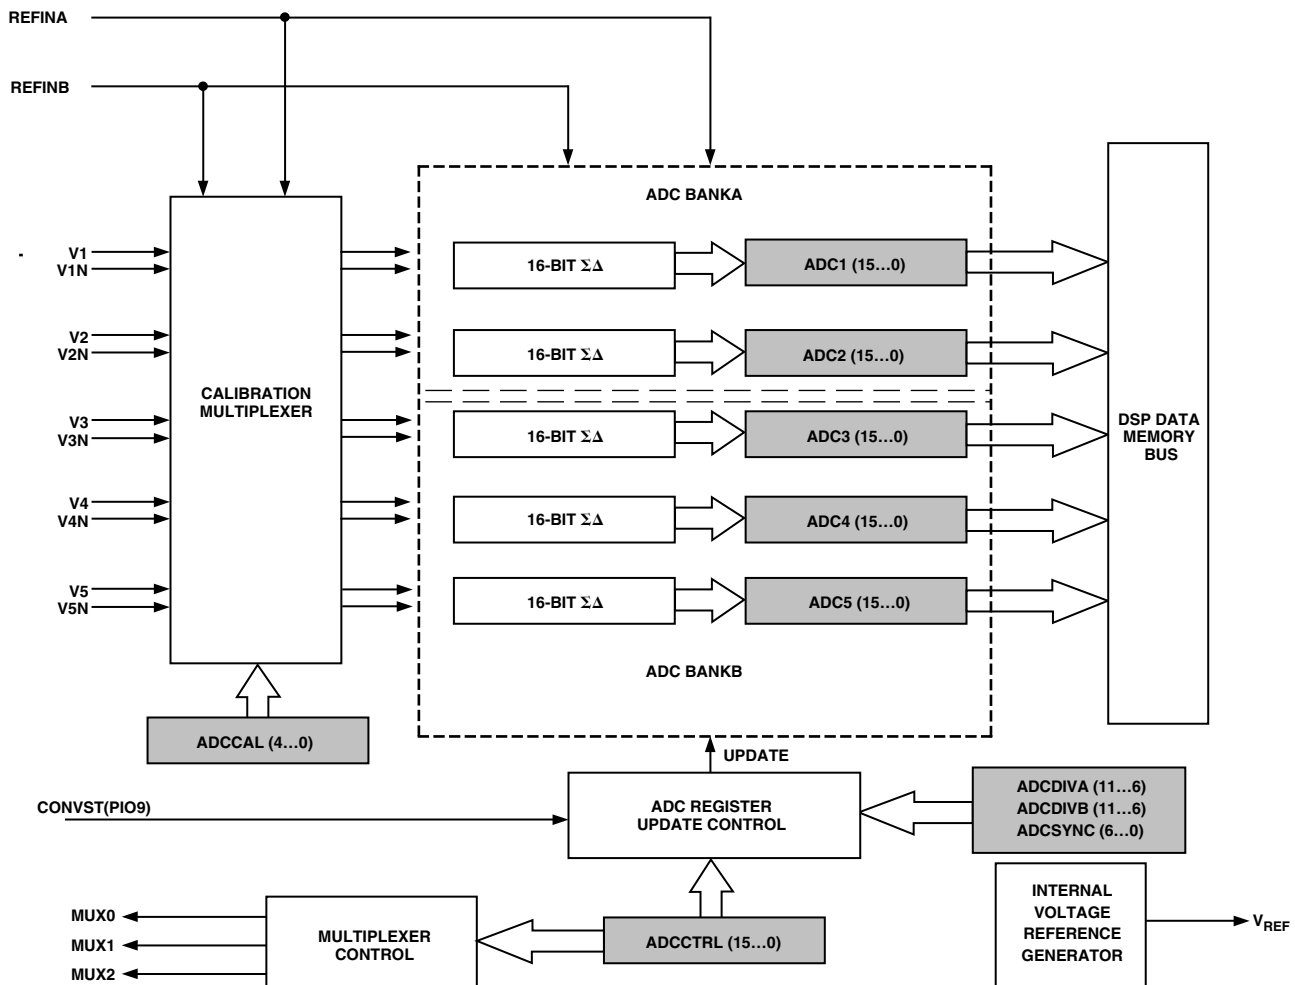 REFINA
REFINB
ADC BANKA
V1
V1N
16-BIT ΣΔ
ADC1 (15...0)
V2
V2N
16-BIT ΣΔ
ADC2 (15...0)
CALIBRATION
MULTIPLEXER
V3
V3N
16-BIT ΣΔ
ADC3 (15...0)
DSP DATA
MEMORY
BUS
V4
V4N
16-BIT ΣΔ
ADC4 (15...0)
V5
V5N
16-BIT ΣΔ
ADC5 (15...0)
ADC BANKB
ADCCAL (4...0)
UPDATE
CONVST(PIO9)
ADC REGISTER
UPDATE CONTROL
ADCDIVA (11...6)
ADCDIVB (11...6)
ADCSYNC (6...0)
MUX0
MUX1
MUX2
MULTIPLEXER
CONTROL
ADCCTRL (15...0)
INTERNAL
VOLTAGE
REFERENCE
GENERATOR
VREF